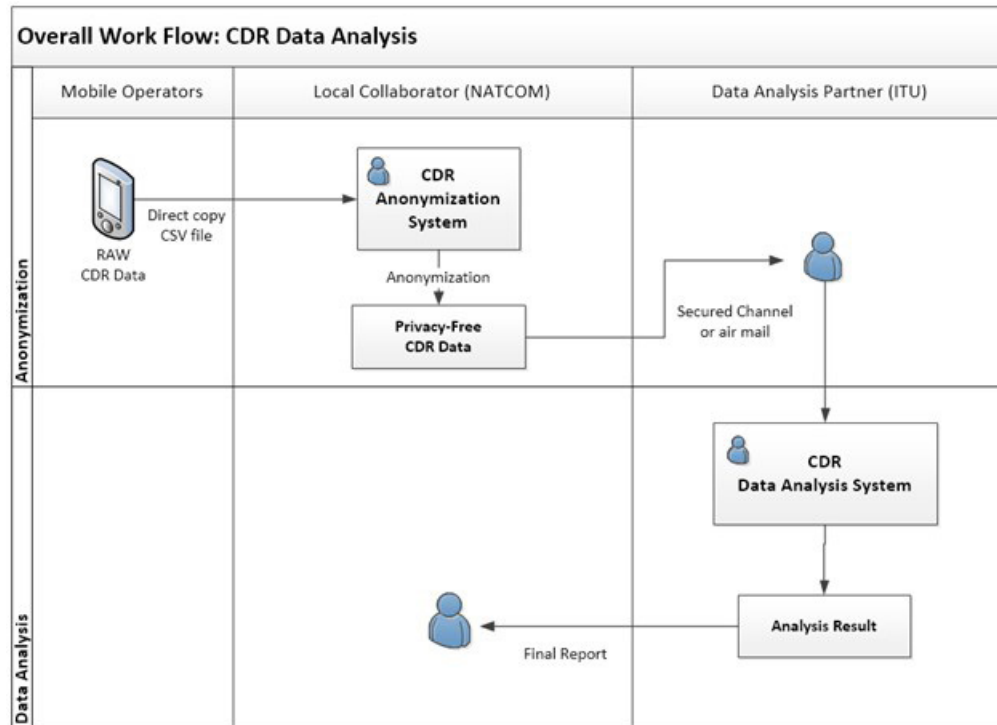 Overall Work Flow: CDR Data Analysis
Mobile Operators
Local Collaborator (NATCOM)
Data Analysis Partner (ITU)
Anonymization
RAW
CDR Data
Direct copy
CSV file
CDR
Anonymization
System
Anonymization
Privacy-Free
CDR Data
Secured Channel
or air mail
Data Analysis
CDR
Data Analysis System
Analysis Result
Final Report